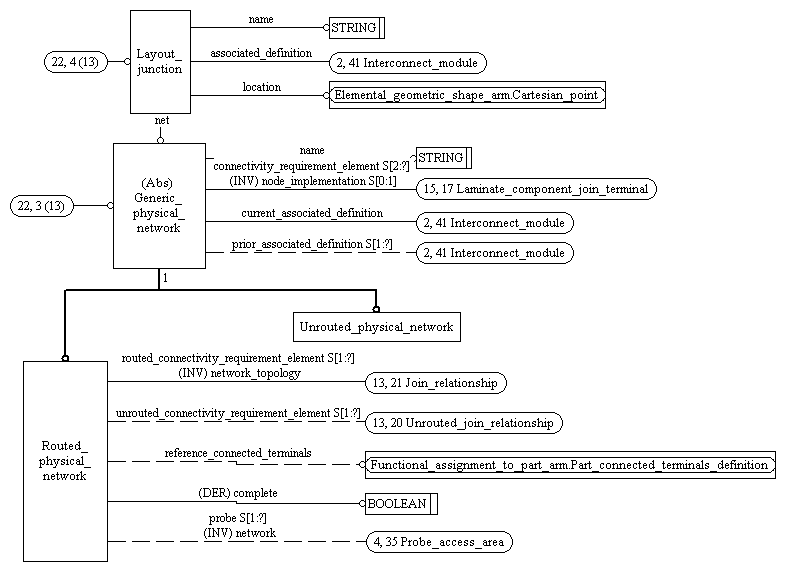 name
STRING
Layout_
junction
22, 4 (13)
associated_definition
2, 41 Interconnect_module
location
Elemental_geometric_shape_arm.Cartesian_point
net
name
STRING
connectivity_requirement_element S[2:?]
(INV) node_implementation S[0:1]
15, 17 Laminate_component_join_terminal
(Abs)
Generic_
physical_
network
22, 3 (13)
current_associated_definition
2, 41 Interconnect_module
prior_associated_definition S[1:?]
2, 41 Interconnect_module
1
Unrouted_physical_network
routed_connectivity_requirement_element S[1:?]
(INV) network_topology
13, 21 Join_relationship
unrouted_connectivity_requirement_element S[1:?]
13, 20 Unrouted_join_relationship
Routed_
physical_
network
reference_connected_terminals
Functional_assignment_to_part_arm.Part_connected_terminals_definition
(DER) complete
BOOLEAN
probe S[1:?]
(INV) network
4, 35 Probe_access_area